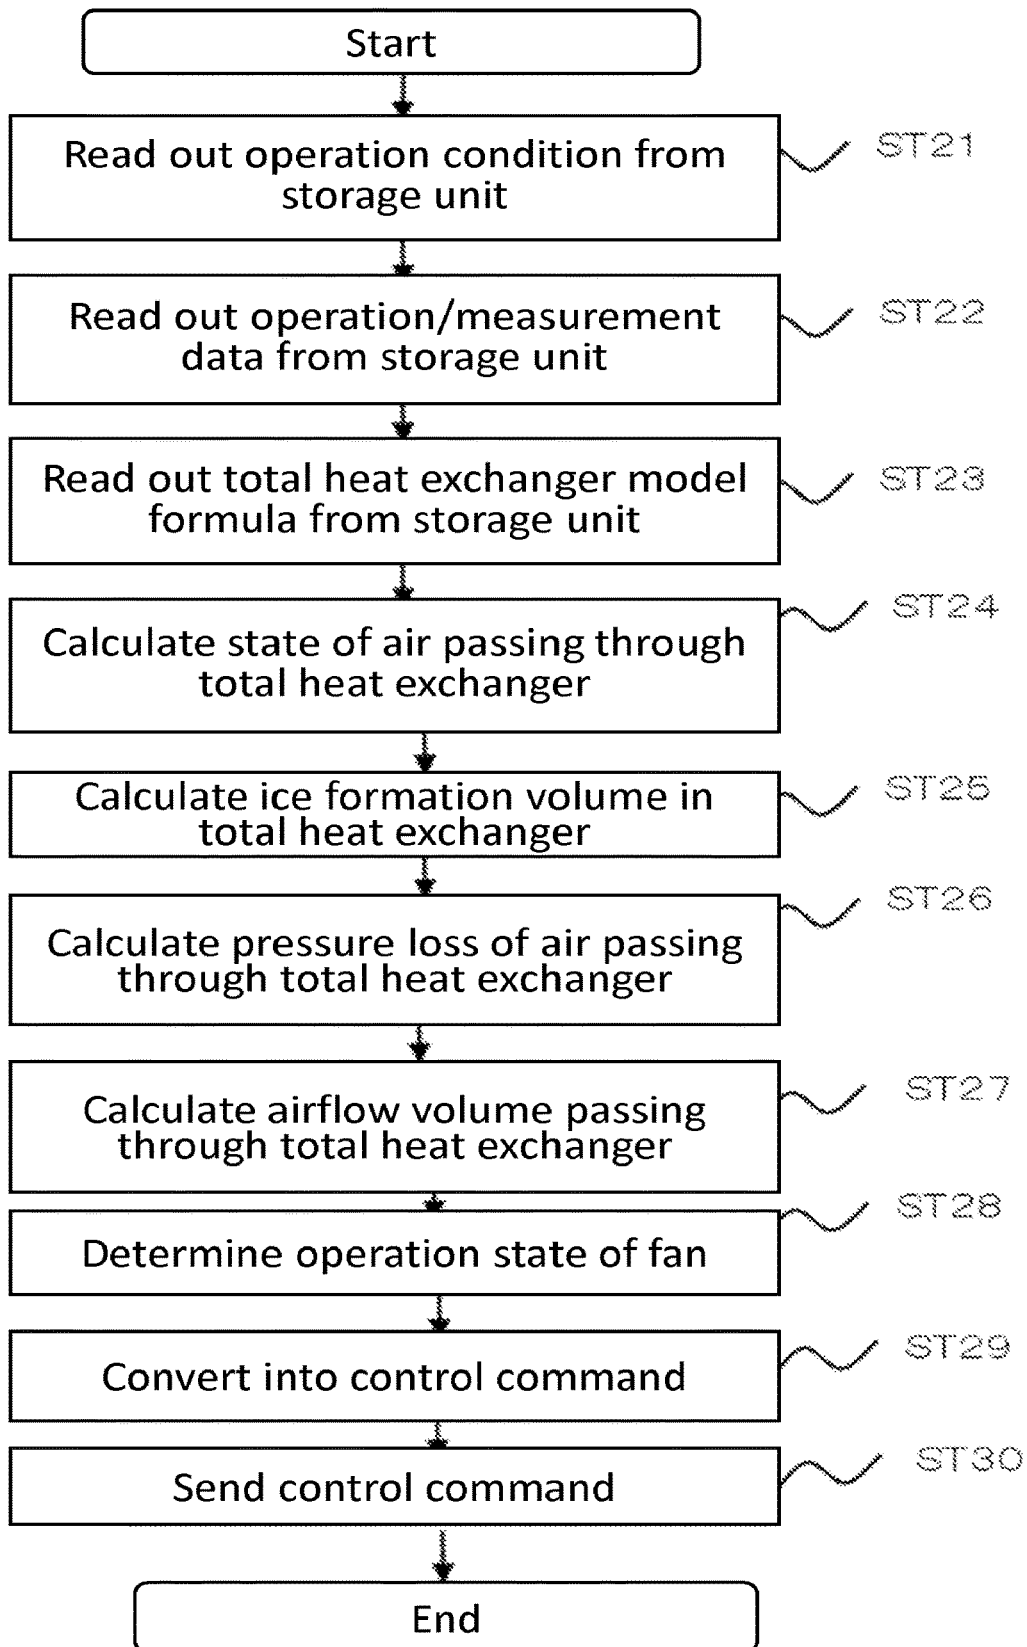 Start
Read out operation condition from
storage unit
ST21
Read out operation/measurement
data from storage unit
ST22
Read out total heat exchanger model
formula from storage unit
ST23
Calculate state of air passing through
total heat exchanger
ST24
Calculate ice formation volume in
total heat exchanger
ST25
Calculate pressure loss of air passing
through total heat exchanger
ST26
Calculate airflow volume passing
through total heat exchanger
ST27
Determine operation state of fan
ST28
Convert into control command
ST29
Send control command
ST30
End